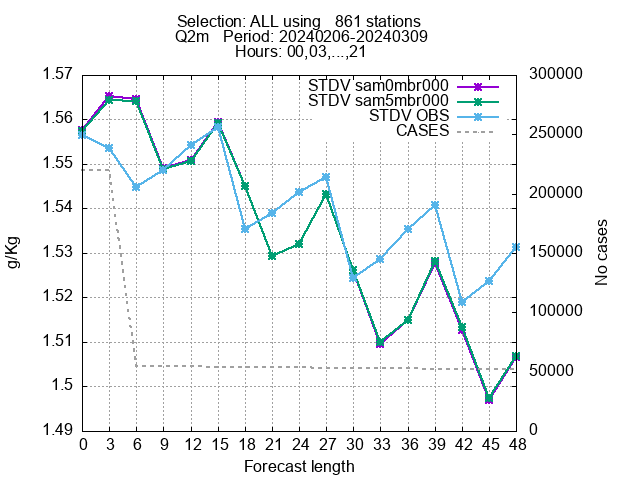 Selection: ALL using   861 stations
Q2m   Period: 20240206-20240309
Hours: 00,03,...,21
1.57
1.56
1.55
1.54
1.53
1.52
1.51
1.5
1.49
g/Kg
STDV sam0mbr000
STDV sam5mbr000
STDV OBS
CASES
300000
250000
200000
150000
100000
50000
0
No cases
0 3 6 9 12 15 18 21 24 27 30 33 36 39 42 45 48
Forecast length